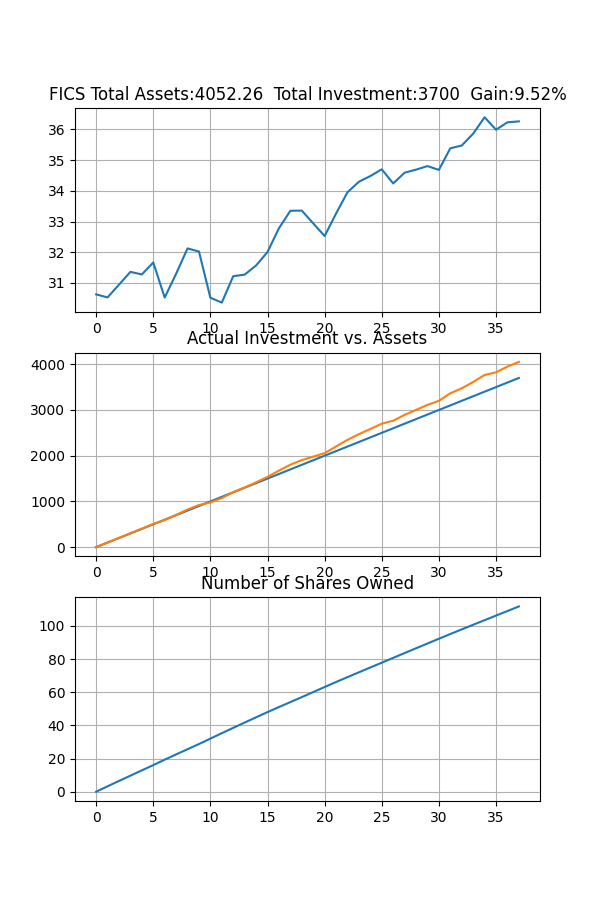 FICS Total Assets:4052.26  Total Investment:3700  Gain:9.52%
36
35
34
33
32
31
0 5 10 15 20 25 30 35
Actual Investment vs. Assets
4000
3000
2000
1000
0
0 5 10 15 20 25 30 35
Number of Shares Owned
100
80
60
40
20
0
0 5 10 15 20 25 30 35